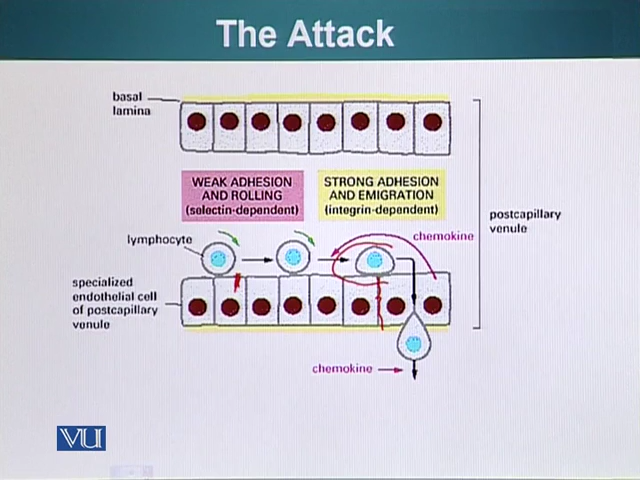 The Attack
basal
lamina
WEAK ADHESION
AND ROLLING
(selectin-dependent)
STRONG ADHESION
AND EMIGRATION
(integrin-dependent)
postcapillary
venule
lymphocyte
chemokine
specialized
endothelial cell
of postcapillary
venule
chemokine
VU